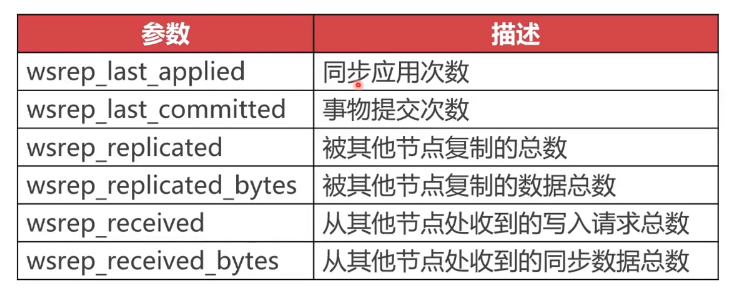 参数 描述
wsrep_last_applied 同步应用次数
wsrep_last_committed 事物提交次数
wsrep_replicated 被其他节点复制的总数
wsrep_replicated_bytes 被其他节点复制的数据总数
wsrep_received 从其他节点处收到的写入请求总数
wsrep_received_bytes 从其他节点处收到的同步数据总数